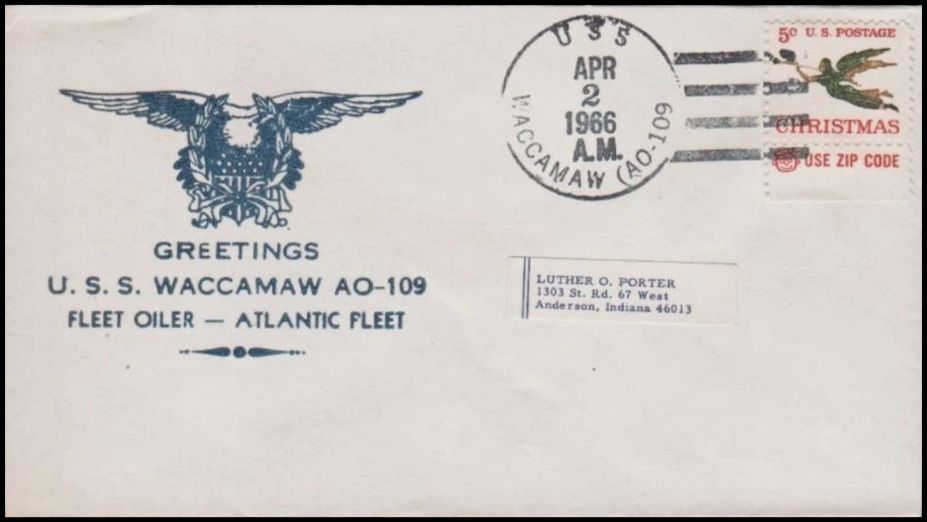 USS
APR
2
1966
A.M.
WACCAMAW (AO-109
5c U.S. POSTAGE
CHRISTMAS
USE ZIP CODE
GREETINGS
U. S. S. WACCAMAW AO-109
FLEET OILER — ATLANTIC FLEET
LUTHER O. PORTER
1303 St. Rd. 67 West
Anderson, Indiana 46013